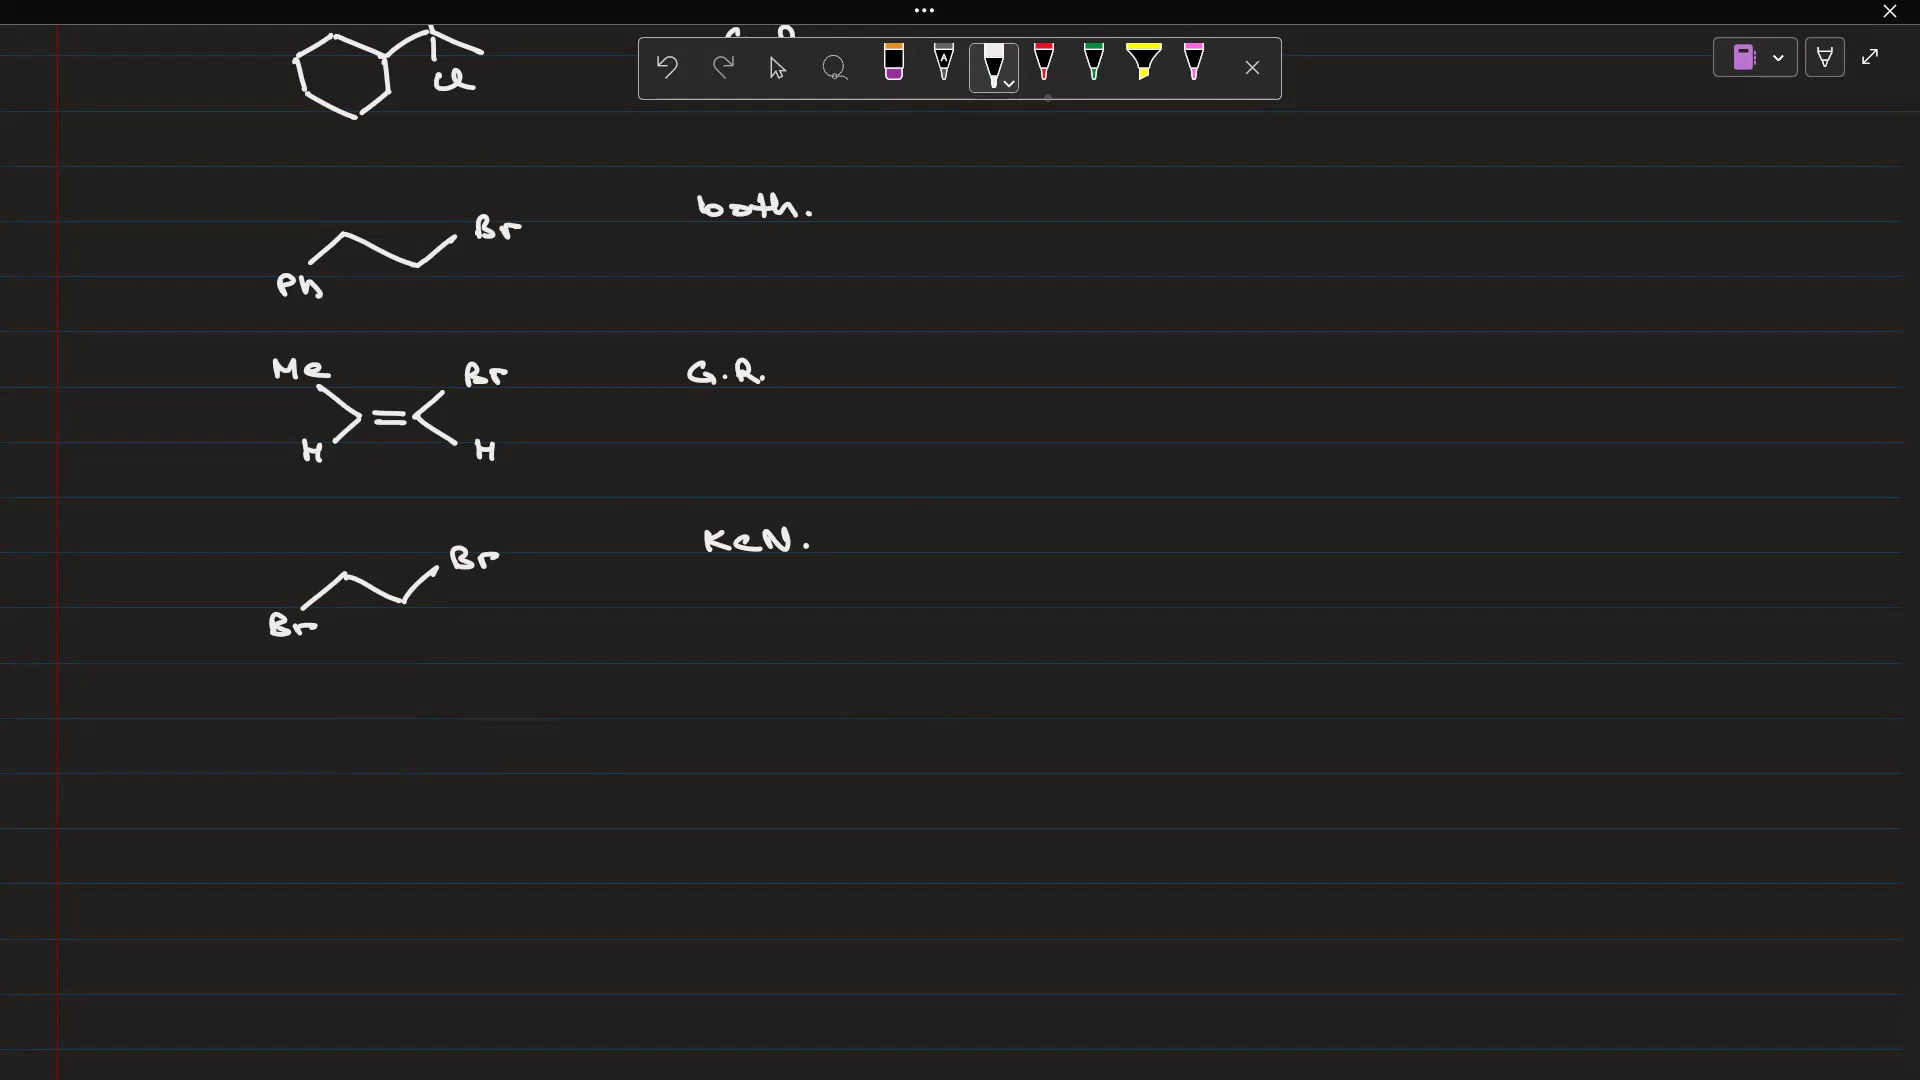 Cl
both.
Br
Ph
Me Br G.R.
H H
KCN.
Br
Br